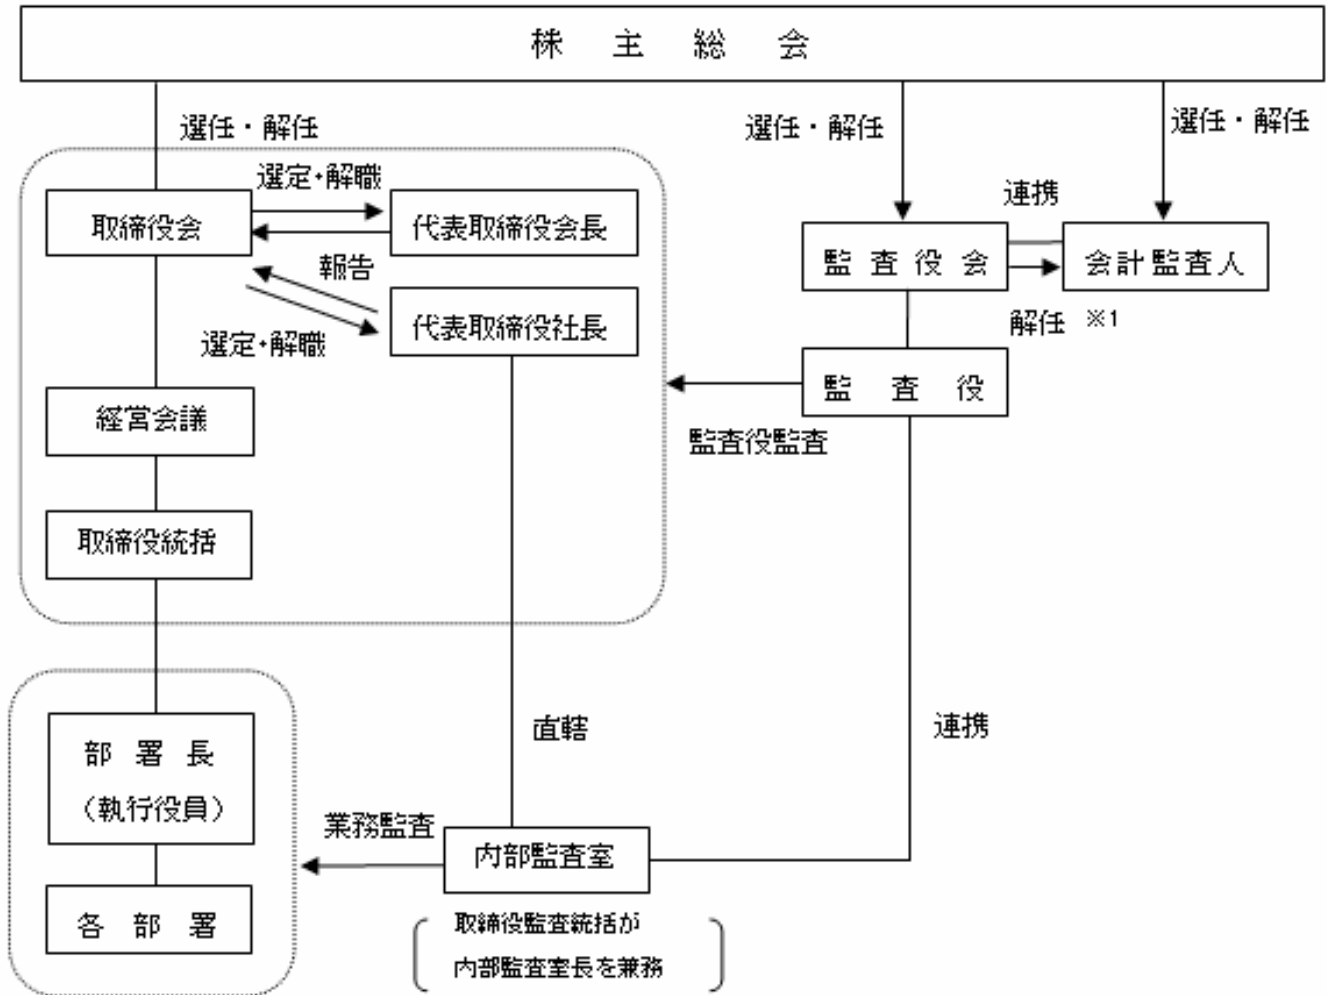 株主総会
選任・解任
選任・解任
選任・解任
選定・解職
取締役会
代表取締役会長
報告
代表取締役社長
選定・解職
連携
監査役会
会計監査人
解任 ※1
監査役
監査役監査
経営会議
取締役統括
直轄
連携
部署長
（執行役員）
業務監査
内部監査室
各部署
取締役監査統括が
内部監査室長を兼務